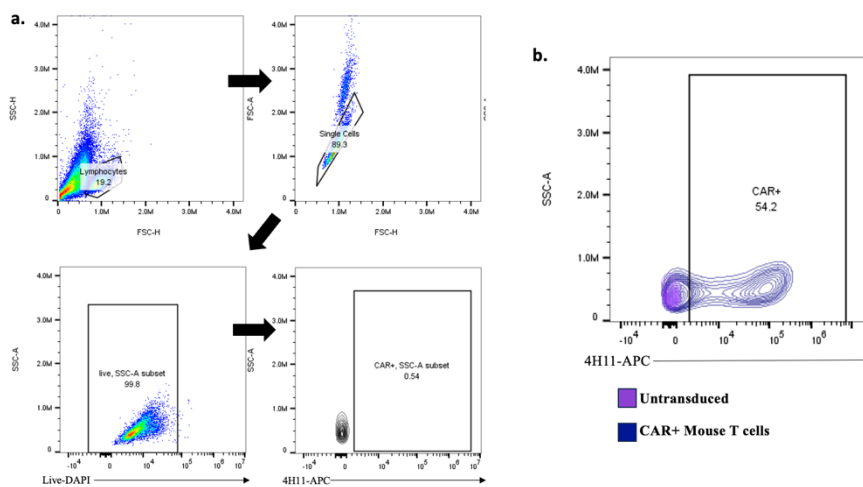 a.
4.0M
3.0M
2.0M
1.0M
0
SSC-H
Lymphocytes
19.2
0
1.0M
2.0M
3.0M
4.0M
FSC-H
4.0M
3.0M
2.0M
1.0M
0
FSC-A
Single Cells
89.3
0
1.0M
2.0M
3.0M
4.0M
FSC-H
4.0M
3.0M
2.0M
1.0M
0
SSC-A
live, SSC-A subset
99.8
-10⁴
0
10⁴
10⁵
10⁶
10⁷
Live-DAPI
4.0M
3.0M
2.0M
1.0M
0
SSC-A
CAR+, SSC-A subset
0.54
-10⁴
0
10⁴
10⁵
10⁶
10⁷
4H11-APC
b.
4.0M
3.0M
2.0M
1.0M
0
SSC-A
CAR+
54.2
-10⁴
0
10⁴
10⁵
10⁶
4H11-APC
Untransduced
CAR+ Mouse T cells